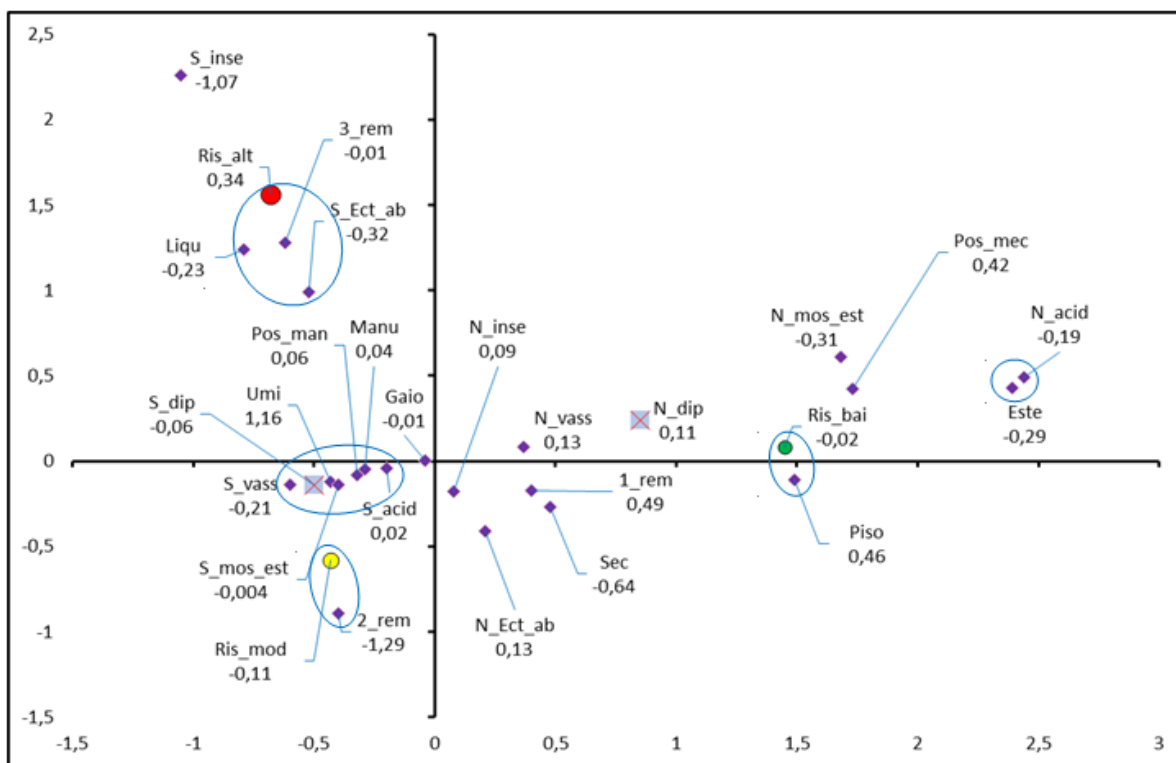 2,5
S_inse
-1,07
2
3_rem
-0,01
Ris_alt
0,34
1,5
S_Ect_ab
-0,32
Liqu
-0,23
Pos_mec
0,42
1
N_mos_est
-0,31
N_acid
-0,19
Manu
0,04
Pos_man
0,06
N_inse
0,09
0,5
Umi
1,16
Gaio
-0,01
S_dip
-0,06
N_vass
0,13
N_dip
0,11
Ris_bai
-0,02
Este
-0,29
0
S_vass
-0,21
S_acid
0,02
1_rem
0,49
Piso
0,46
-0,5
S_mos_est
-0,004
Sec
-0,64
2_rem
-1,29
N_Ect_ab
0,13
Ris_mod
-0,11
-1
-1,5
-1,5 -1 -0,5 0 0,5 1 1,5 2 2,5 3